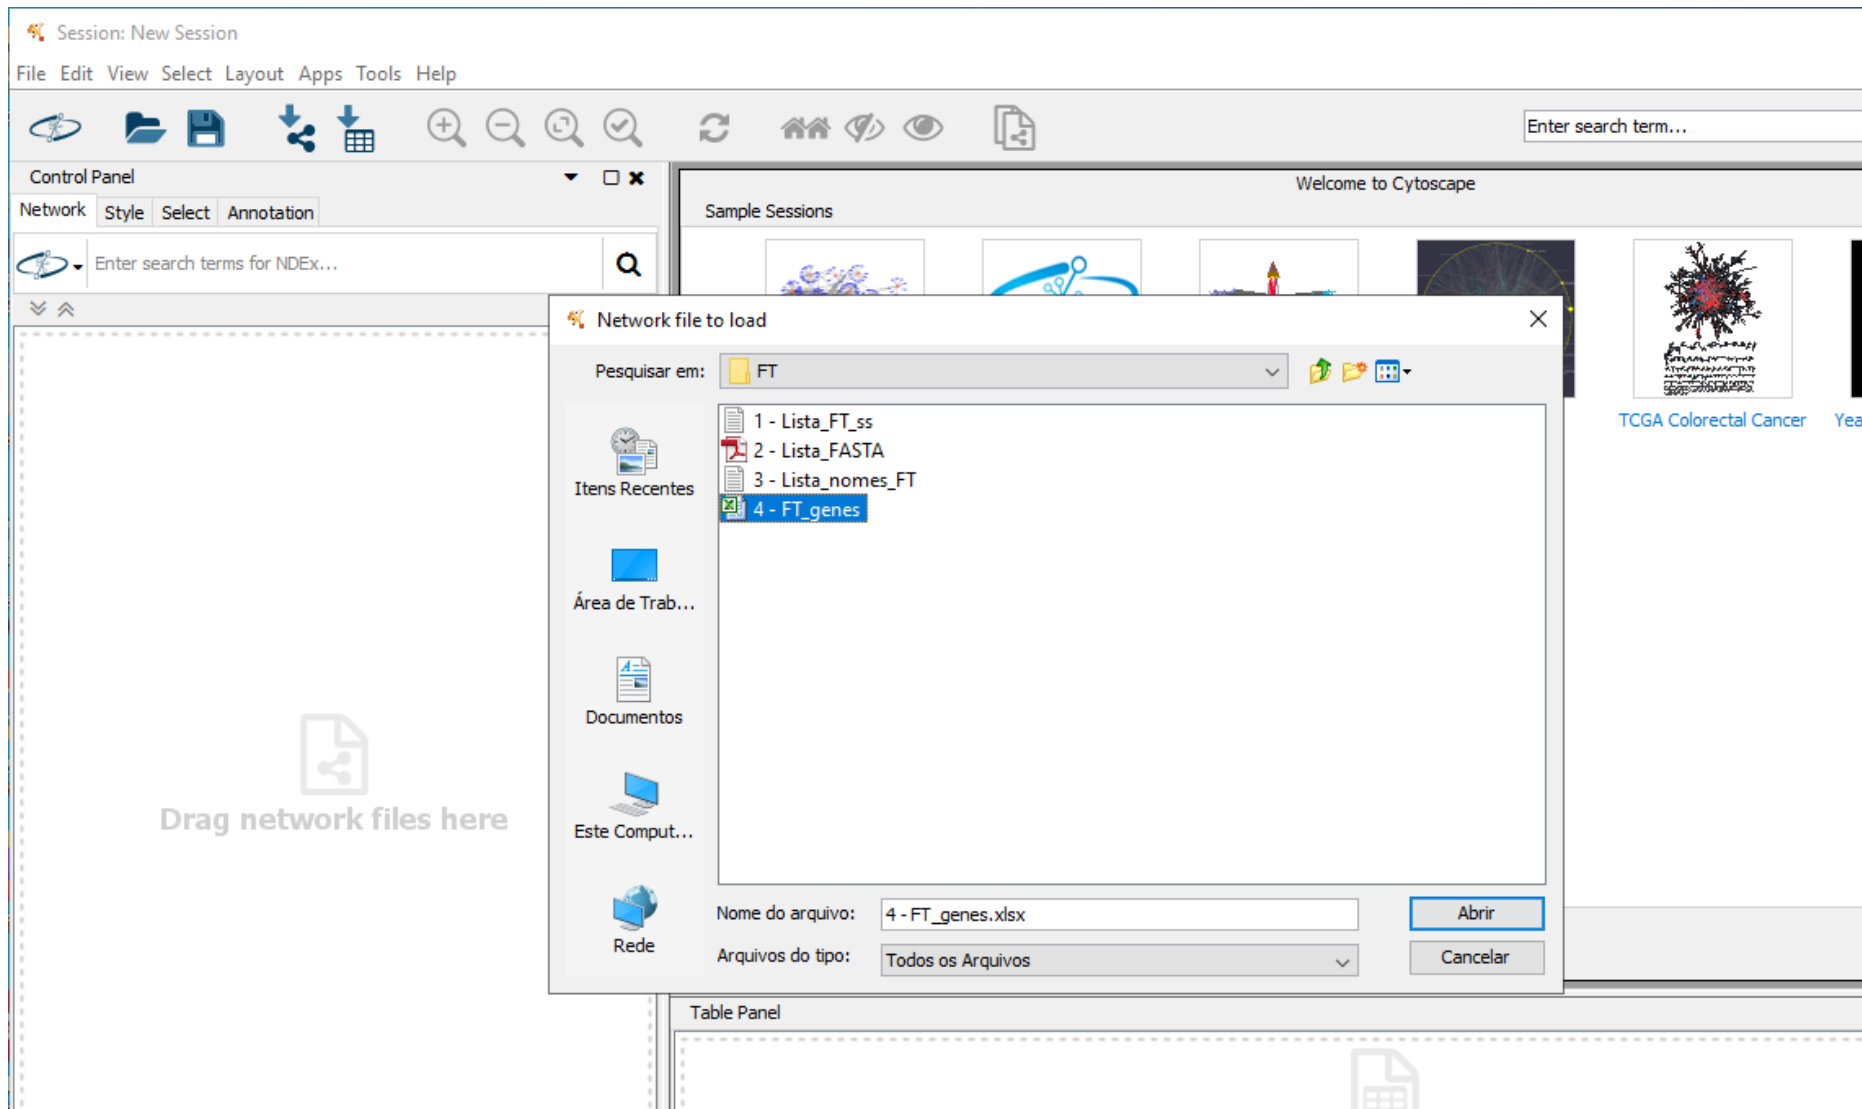 Session: New Session
File Edit View Select Layout Apps Tools Help
Enter search term...
Control Panel
Network Style Select Annotation
Enter search terms for NDEx...
Welcome to Cytoscape
Sample Sessions
TCGA Colorectal Cancer
Yea
Network file to load
Pesquisar em:
FT
1 - Lista_FT_ss
2 - Lista_FASTA
3 - Lista_nomes_FT
4 - FT_genes
Itens Recentes
Área de Trab...
Documentos
Este Comput...
Rede
Nome do arquivo:
4 - FT_genes.xlsx
Abrir
Arquivos do tipo:
Todos os Arquivos
Cancelar
Drag network files here
Table Panel